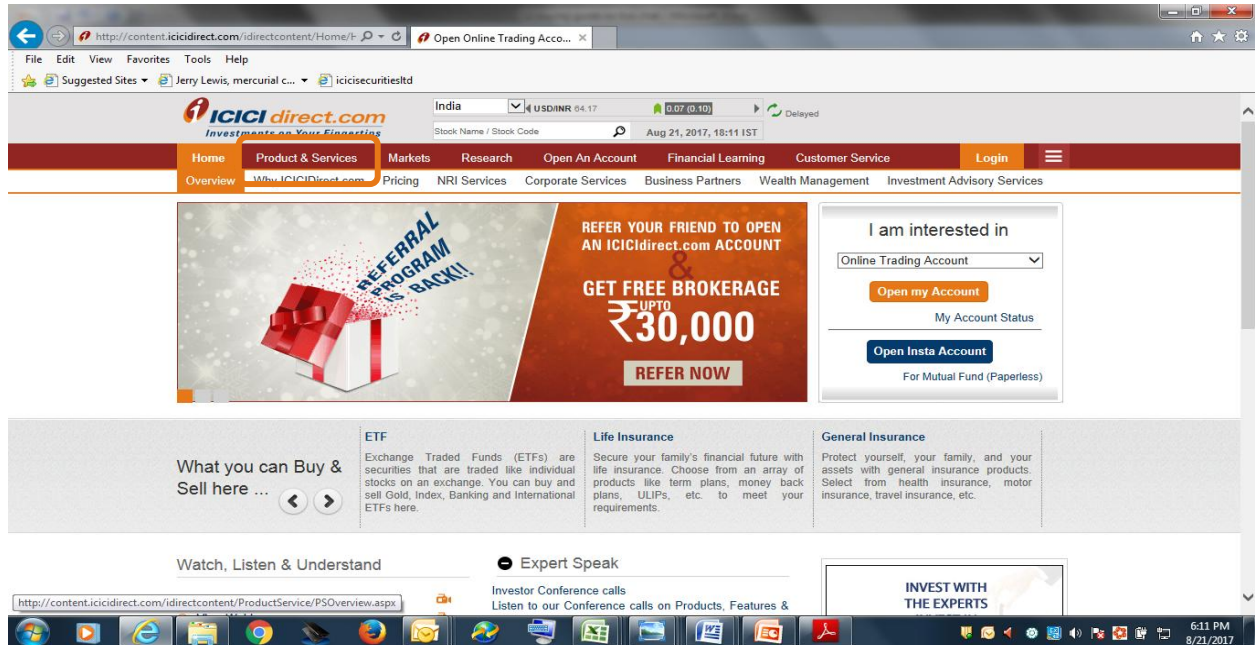 http://content.icicidirect.com/idirectcontent/Home/H
Open Online Trading Acco...
File Edit View Favorites Tools Help
Suggested Sites Jerry Lewis, mercurial c... icicisecuritiesltd
ICICI direct.com
Investments on Your Fingertips
India
USD/INR 64.17
0.07 (0.10)
Delayed
Stock Name / Stock Code
Aug 21, 2017, 18:11 IST
Home Product & Services Markets Research Open An Account Financial Learning Customer Service Login
Overview Why ICICIDirect.com Pricing NRI Services Corporate Services Business Partners Wealth Management Investment Advisory Services
REFERRAL
PROGRAM
IS BACK!!
REFER YOUR FRIEND TO OPEN
AN ICICIdirect.com ACCOUNT
&
GET FREE BROKERAGE
UPTO
₹30,000
REFER NOW
I am interested in
Online Trading Account
Open my Account
My Account Status
Open Insta Account
For Mutual Fund (Paperless)
What you can Buy &
Sell here ...
ETF
Exchange Traded Funds (ETFs) are
securities that are traded like individual
stocks on an exchange. You can buy and
sell Gold, Index, Banking and International
ETFs here.
Life Insurance
Secure your family's financial future with
life insurance. Choose from an array of
products like term plans, money back
plans, ULIPs, etc. to meet your
requirements.
General Insurance
Protect yourself, your family, and your
assets with general insurance products.
Select from health insurance, motor
insurance, travel insurance, etc.
Watch, Listen & Understand
Expert Speak
Investor Conference calls
Listen to our Conference calls on Products, Features &
INVEST WITH
THE EXPERTS
http://content.icicidirect.com/idirectcontent/ProductService/PSOverview.aspx
6:11 PM
8/21/2017